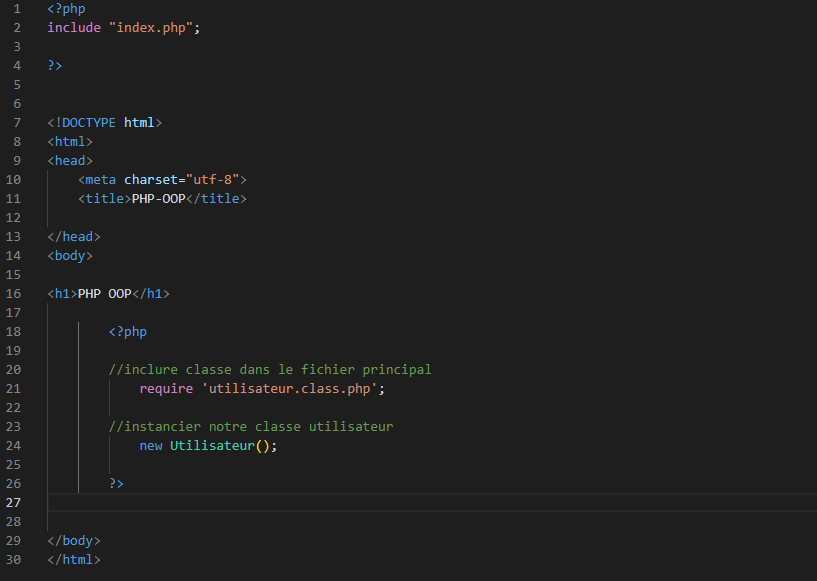 1 <?php
2 include "index.php";
3
4 ?>
5
6
7 <!DOCTYPE html>
8 <html>
9 <head>
10     <meta charset="utf-8">
11     <title>PHP-OOP</title>
12
13 </head>
14 <body>
15
16 <h1>PHP OOP</h1>
17
18         <?php
19
20         //inclure classe dans le fichier principal
21             require 'utilisateur.class.php';
22
23         //instancier notre classe utilisateur
24             new Utilisateur();
25
26         ?>
27
28
29 </body>
30 </html>